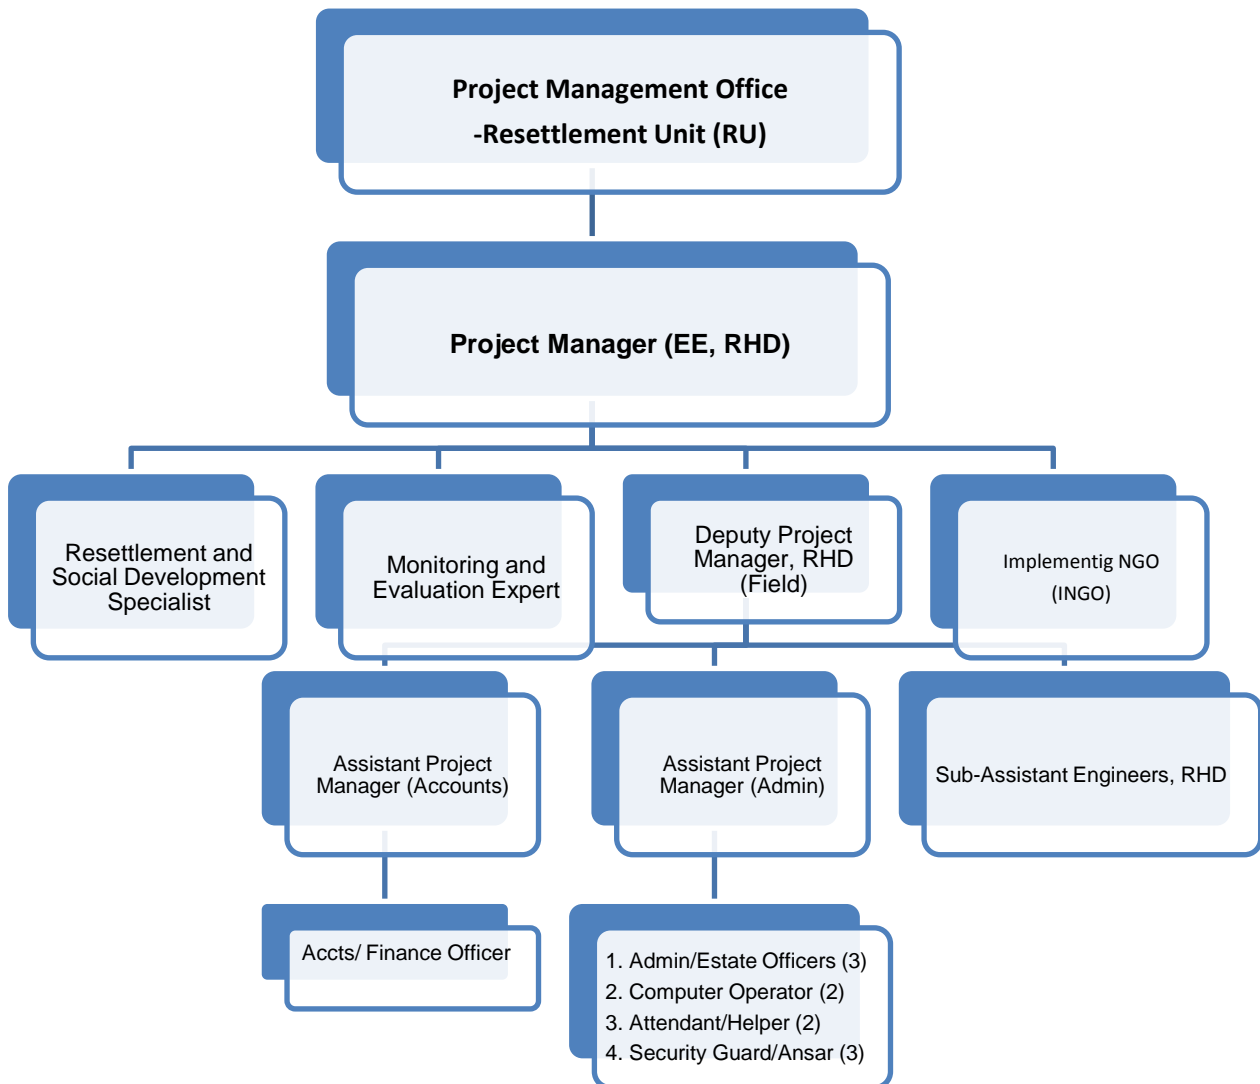 Project Management Office
-Resettlement Unit (RU)
Project Manager (EE, RHD)
Resettlement and
Social Development
Specialist
Monitoring and
Evaluation Expert
Deputy Project
Manager, RHD
(Field)
Implementig NGO
(INGO)
Assistant Project
Manager (Accounts)
Assistant Project
Manager (Admin)
Sub-Assistant Engineers, RHD
Accts/ Finance Officer
1. Admin/Estate Officers (3)
2. Computer Operator (2)
3. Attendant/Helper (2)
4. Security Guard/Ansar (3)